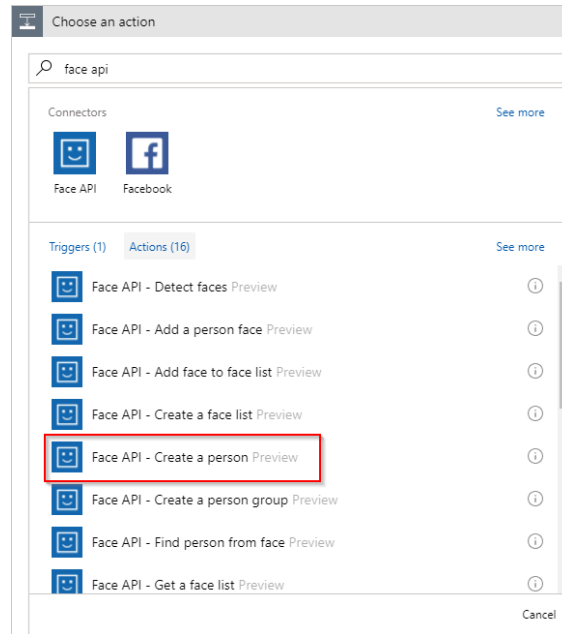 Choose an action
face api
Connectors See more
Face API Facebook
Triggers (1) Actions (16) See more
Face API - Detect faces Preview
Face API - Add a person face Preview
Face API - Add face to face list Preview
Face API - Create a face list Preview
Face API - Create a person Preview
Face API - Create a person group Preview
Face API - Find person from face Preview
Face API - Get a face list Preview
Cancel